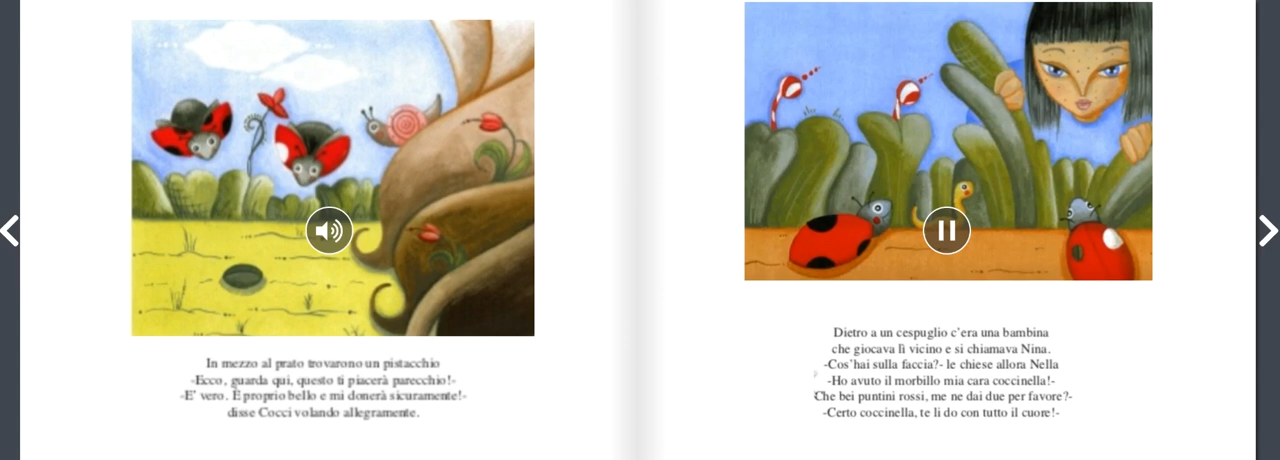 In mezzo al prato trovarono un pistacchio
-Ecco, guarda qui, questo ti piacerà parecchio!-
-E' vero. È proprio bello e mi donerà sicuramente!-
disse Cocci volando allegramente.
Dietro a un cespuglio c'era una bambina
che giocava lì vicino e si chiamava Nina.
-Cos'hai sulla faccia?- le chiese allora Nella
-Ho avuto il morbillo mia cara coccinella!-
Che bei puntini rossi, me ne dai due per favore?-
-Certo coccinella, te li do con tutto il cuore!-